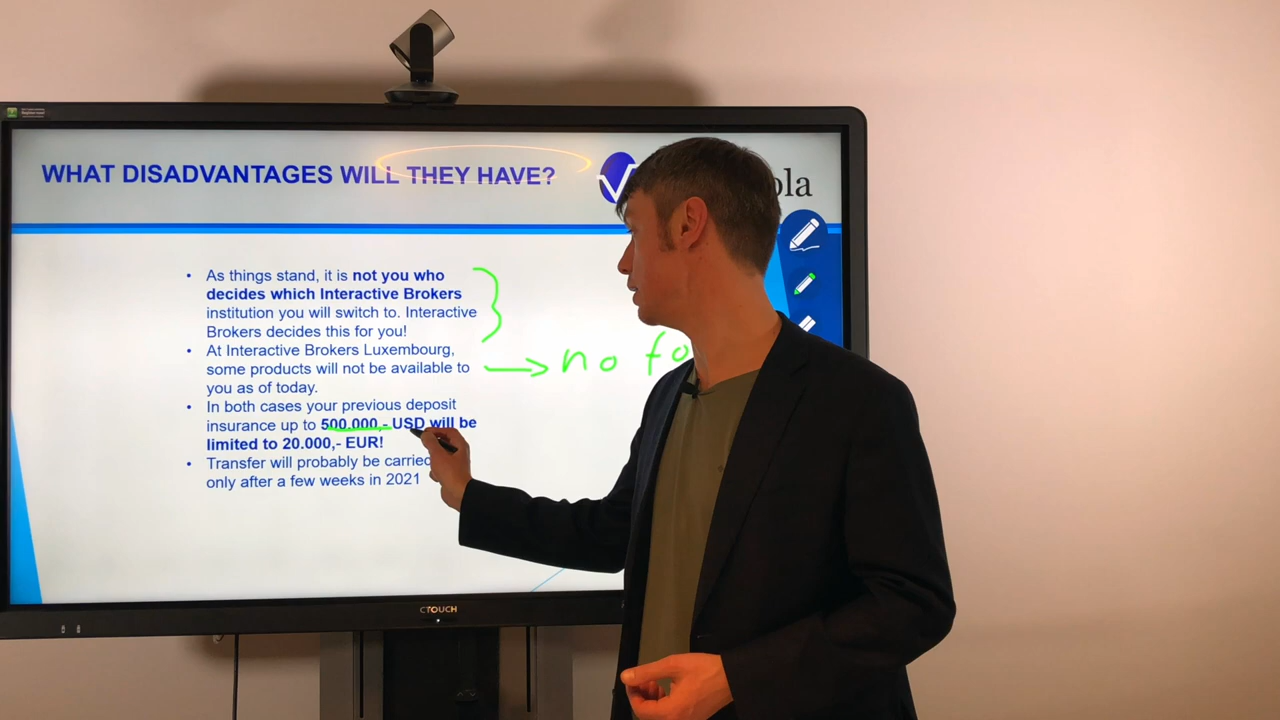 WHAT DISADVANTAGES WILL THEY HAVE?
ola
• As things stand, it is not you who
decides which Interactive Brokers
institution you will switch to. Interactive
Brokers decides this for you!
• At Interactive Brokers Luxembourg,
some products will not be available to
you as of today.
no fo
• In both cases your previous deposit
insurance up to 500.000,- USD will be
limited to 20.000,- EUR!
• Transfer will probably be carried
only after a few weeks in 2021
CTOUCH